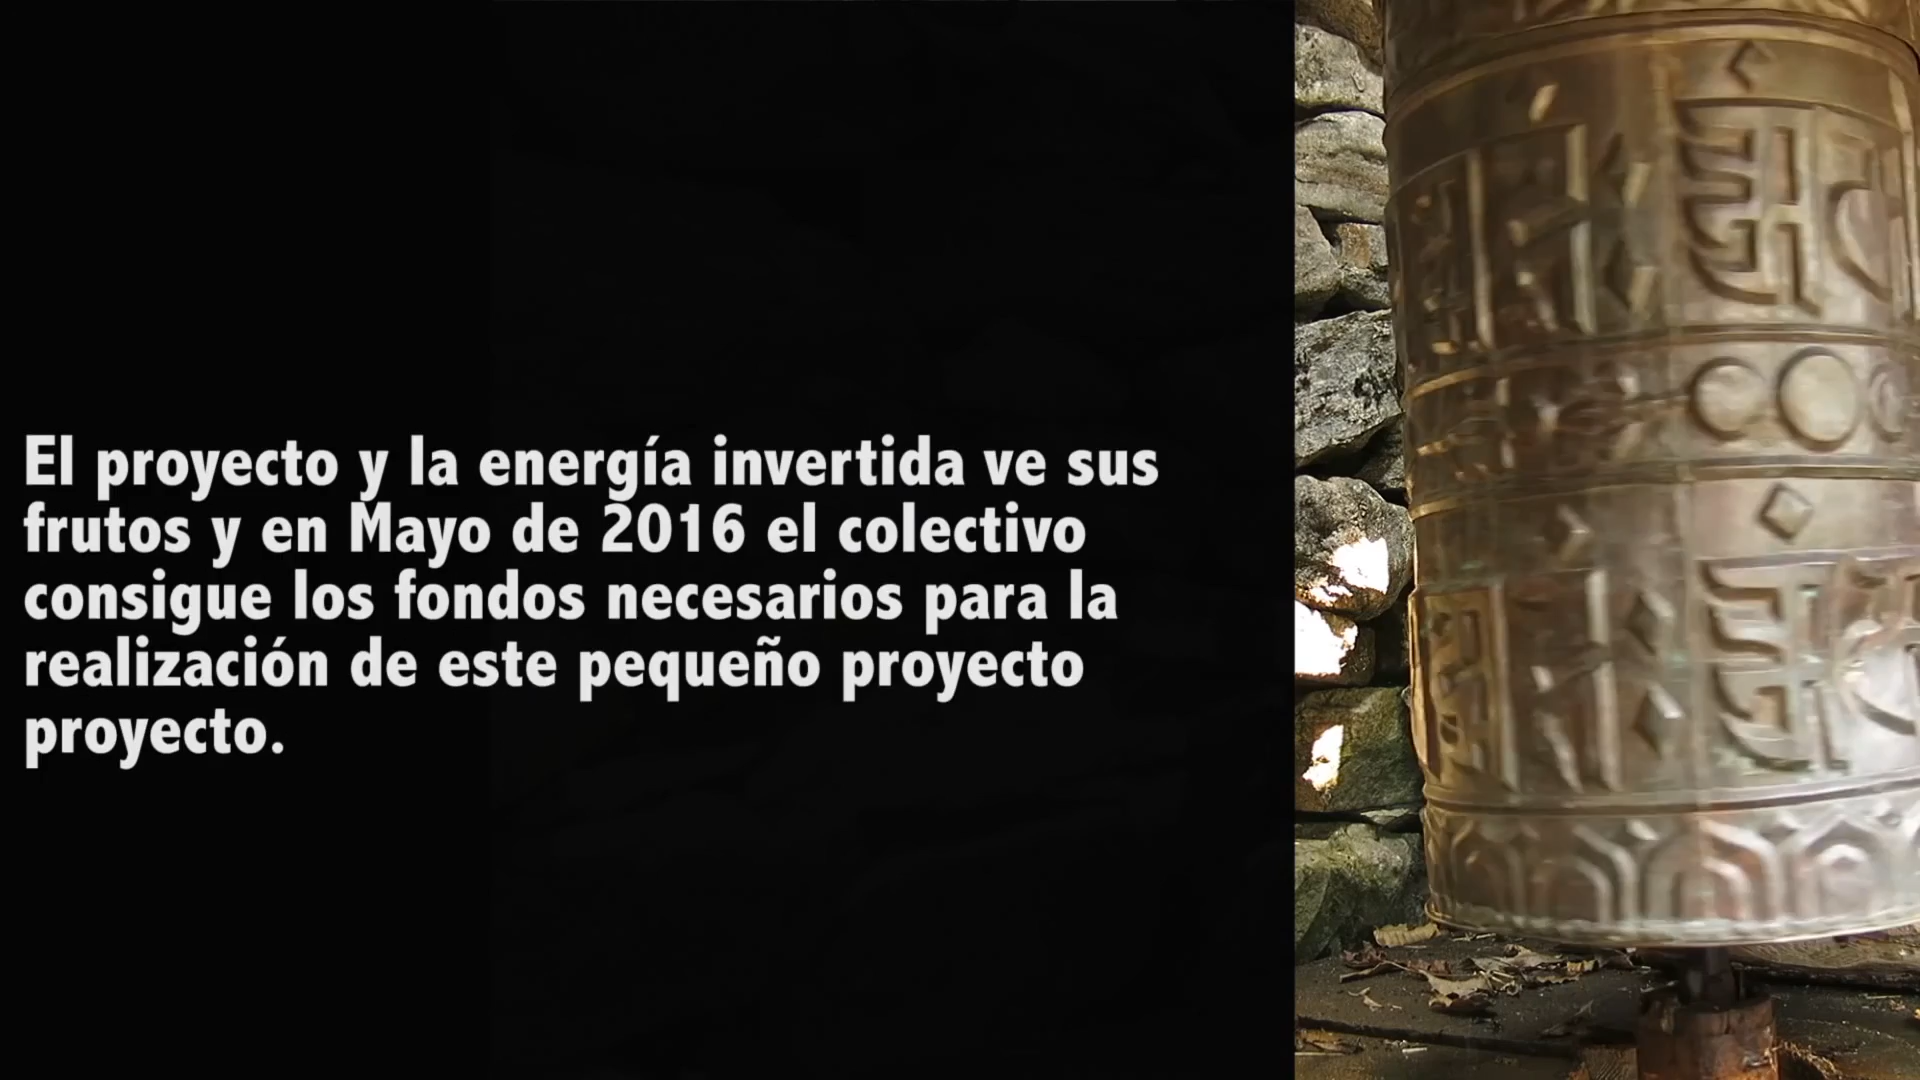 El proyecto y la energía invertida ve sus
frutos y en Mayo de 2016 el colectivo
consigue los fondos necesarios para la
realización de este pequeño proyecto
proyecto.